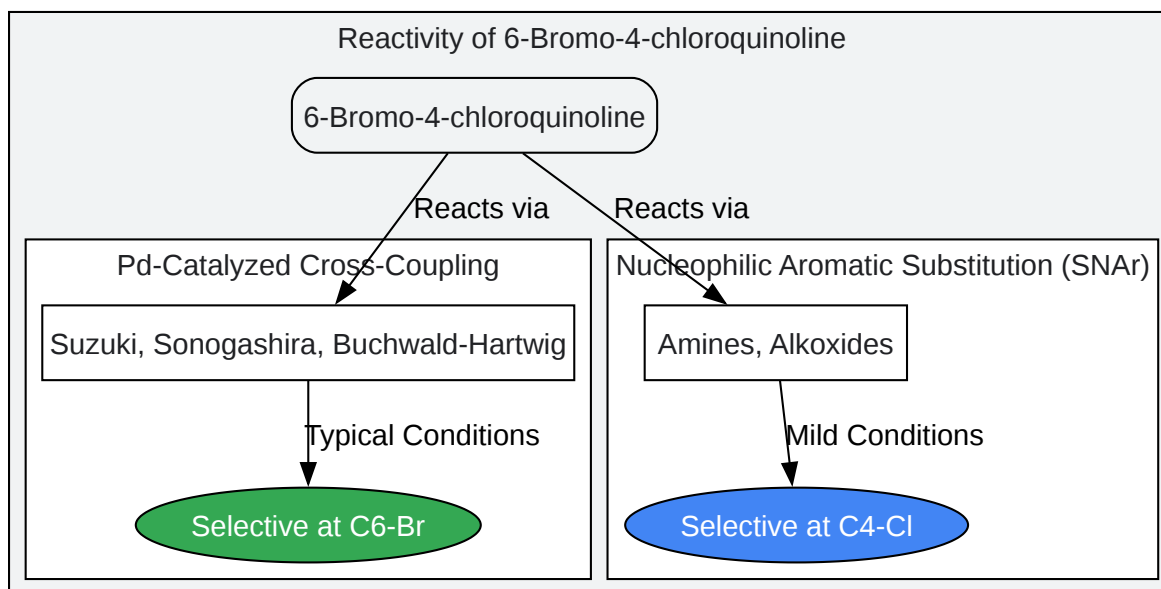 Reactivity of 6-Bromo-4-chloroquinoline
6-Bromo-4-chloroquinoline
Reacts via
Reacts via
Pd-Catalyzed Cross-Coupling
Nucleophilic Aromatic Substitution (SNAr)
Suzuki, Sonogashira, Buchwald-Hartwig
Amines, Alkoxides
Typical Conditions
Mild Conditions
Selective at C6-Br
Selective at C4-Cl